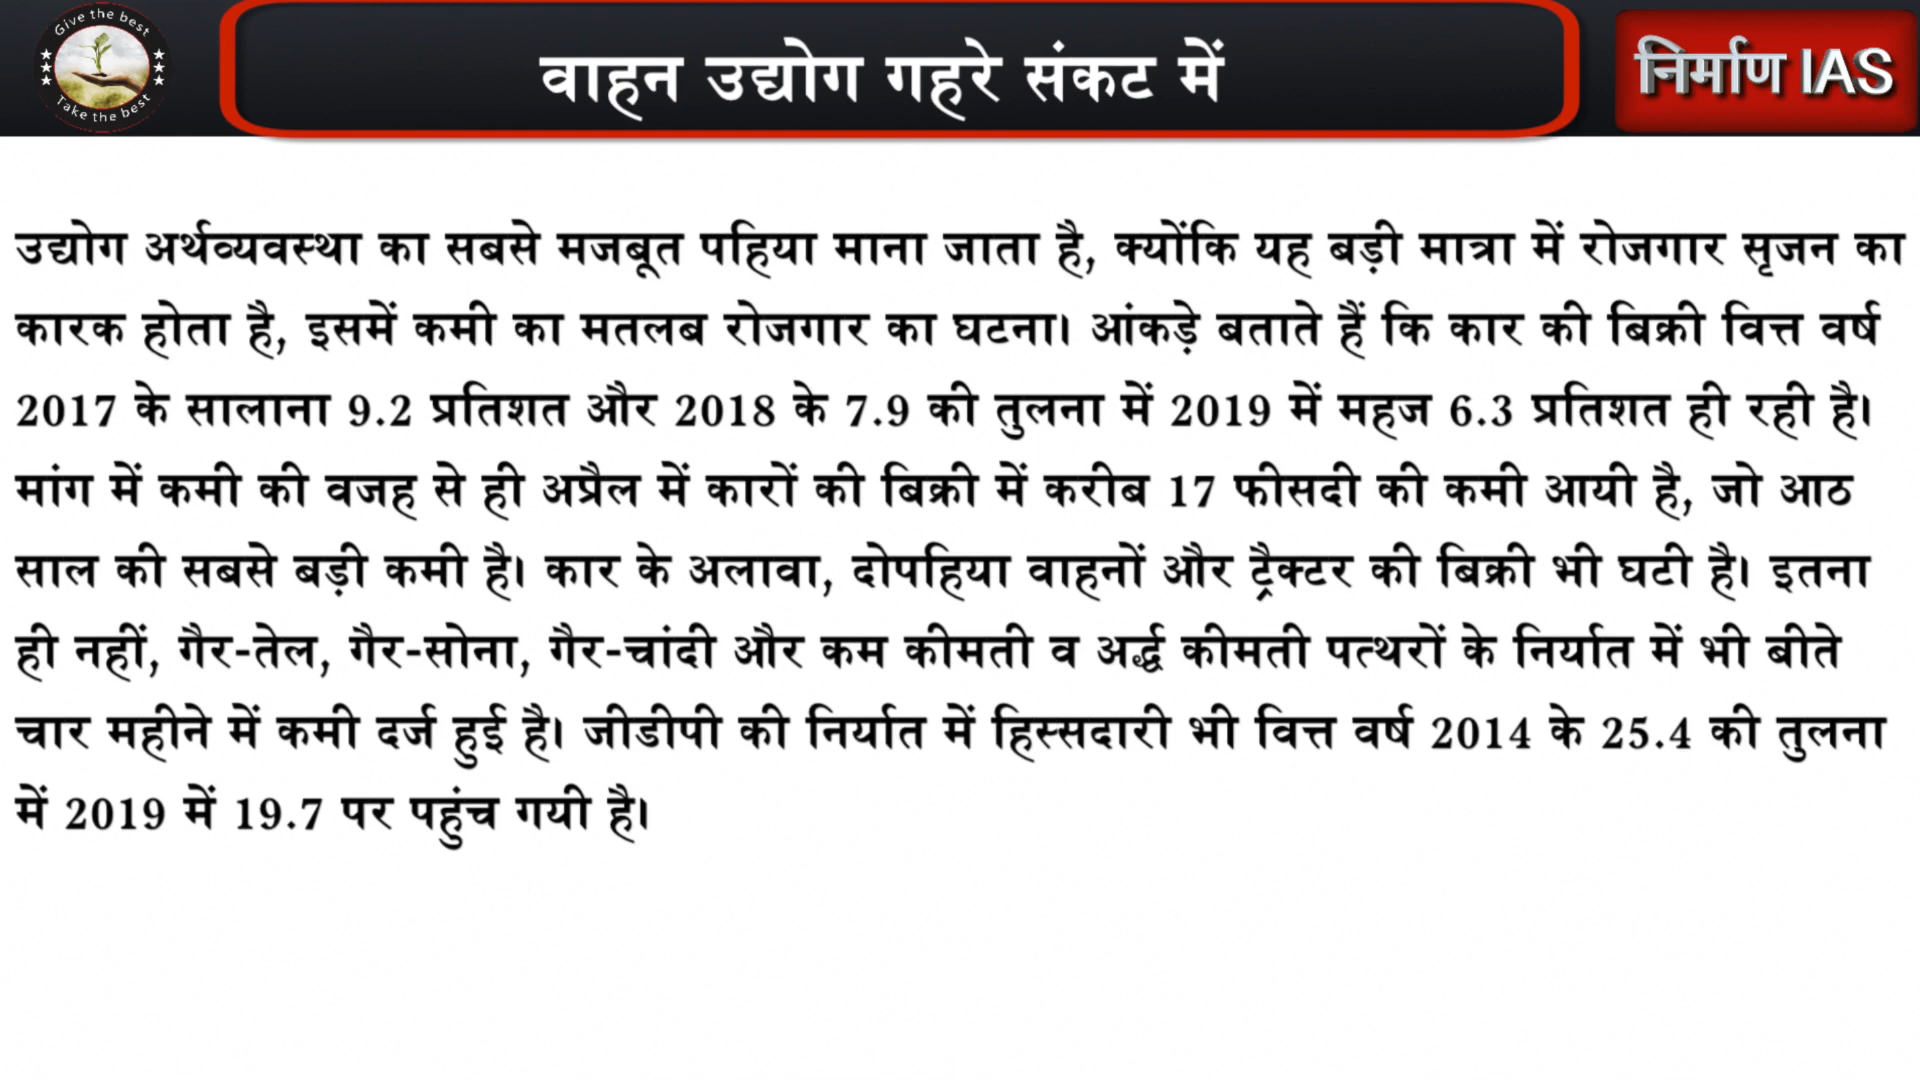 Give the best
Take the best
वाहन उद्योग गहरे संकट में
निर्माण IAS
उद्योग अर्थव्यवस्था का सबसे मजबूत पहिया माना जाता है, क्योंकि यह बड़ी मात्रा में रोजगार सृजन का
कारक होता है, इसमें कमी का मतलब रोजगार का घटना। आंकड़े बताते हैं कि कार की बिक्री वित्त वर्ष
2017 के सालाना 9.2 प्रतिशत और 2018 के 7.9 की तुलना में 2019 में महज 6.3 प्रतिशत ही रही है।
मांग में कमी की वजह से ही अप्रैल में कारों की बिक्री में करीब 17 फीसदी की कमी आयी है, जो आठ
साल की सबसे बड़ी कमी है। कार के अलावा, दोपहिया वाहनों और ट्रैक्टर की बिक्री भी घटी है। इतना
ही नहीं, गैर-तेल, गैर-सोना, गैर-चांदी और कम कीमती व अर्द्ध कीमती पत्थरों के निर्यात में भी बीते
चार महीने में कमी दर्ज हुई है। जीडीपी की निर्यात में हिस्सदारी भी वित्त वर्ष 2014 के 25.4 की तुलना
में 2019 में 19.7 पर पहुंच गयी है।